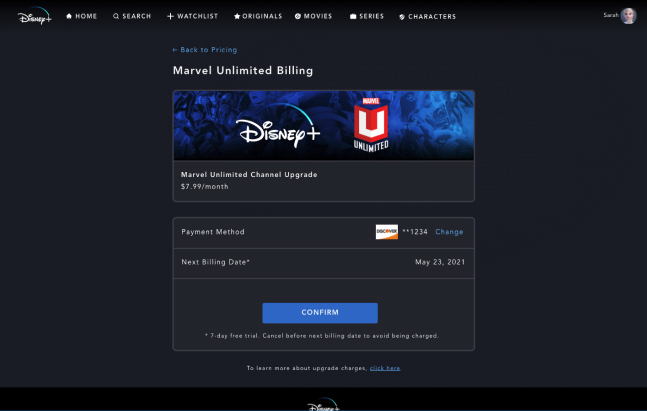 Disney+ HOME SEARCH WATCHLIST ORIGINALS MOVIES SERIES CHARACTERS Sarah
← Back to Pricing
Marvel Unlimited Billing
Disney+ MARVEL U UNLIMITED
Marvel Unlimited Channel Upgrade
$7.99/month
Payment Method DISCOVER **1234 Change
Next Billing Date* May 23, 2021
CONFIRM
* 7-day free trial. Cancel before next billing date to avoid being charged.
To learn more about upgrade charges, click here.
Disney+